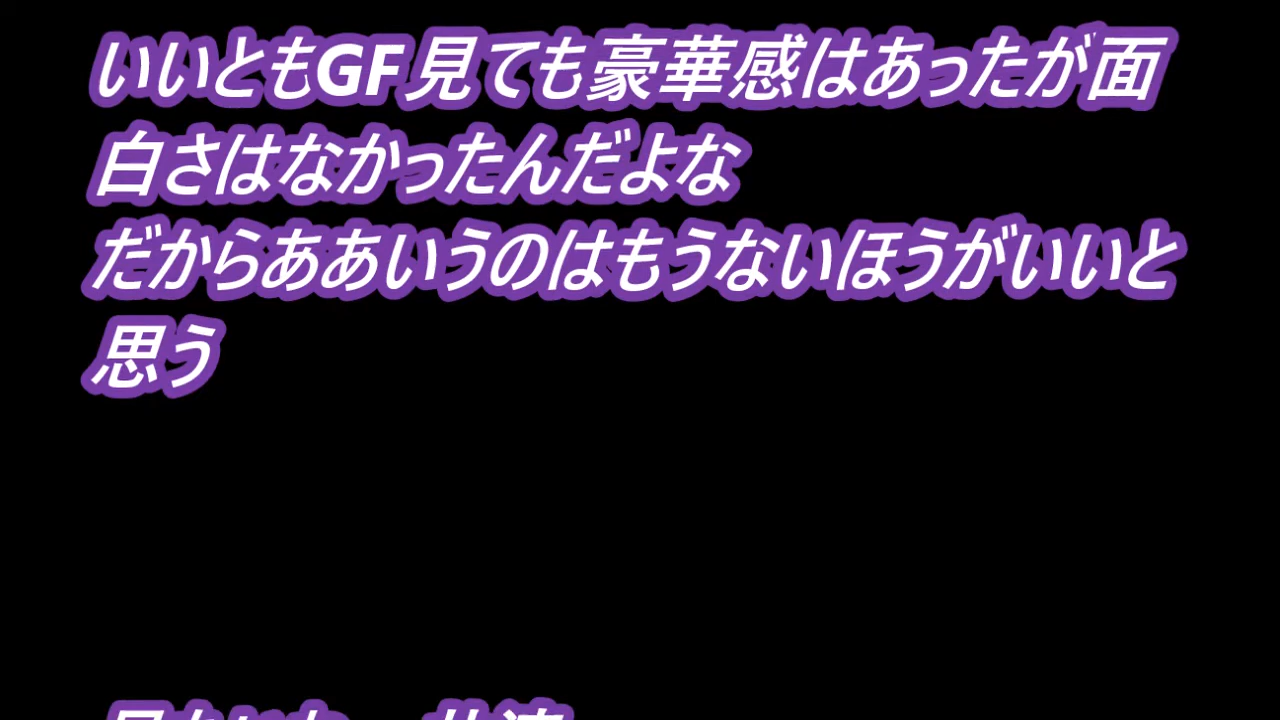 いいともGF見ても豪華感はあったが面
白さはなかったんだよな
だからああいうのはもうないほうがいいと
思う